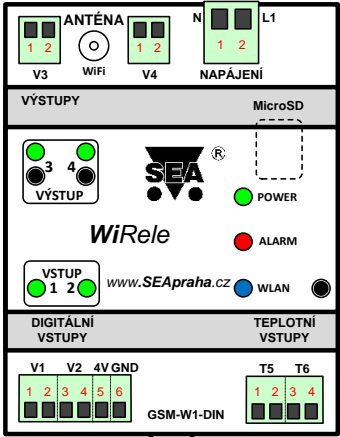 ANTÉNA
N L1
1 2
WiFi
1 2
1 2
V3
V4
NAPÁJENÍ
VÝSTUPY
MicroSD
3 4
VÝSTUP
SEA ®
POWER
WiRele
ALARM
VSTUP
1 2
www.SEApraha.cz
WLAN
DIGITÁLNÍ
VSTUPY
TEPLOTNÍ
VSTUPY
V1 V2 4V GND
1 2 3 4 5 6
GSM-W1-DIN
T5 T6
1 2 3 4